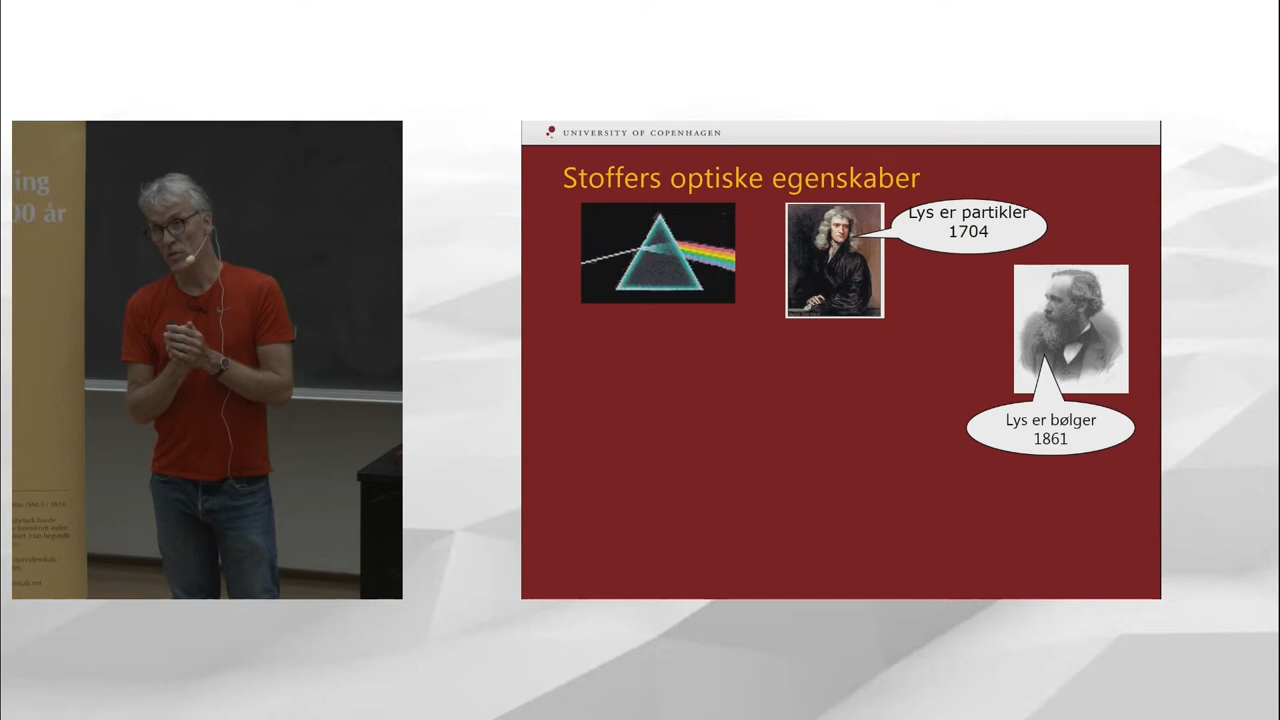 ing
00 år
UNIVERSITY OF COPENHAGEN
Stoffers optiske egenskaber
Lys er partikler
1704
Lys er bølger
1861